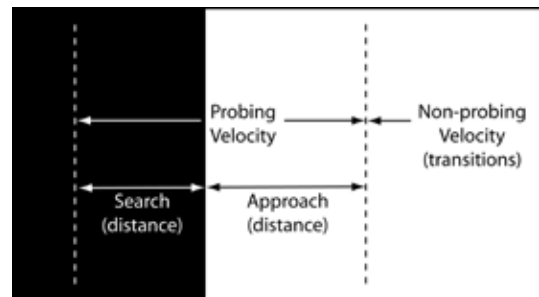 Probing
Velocity
Non-probing
Velocity
(transitions)
Search
(distance)
Approach
(distance)